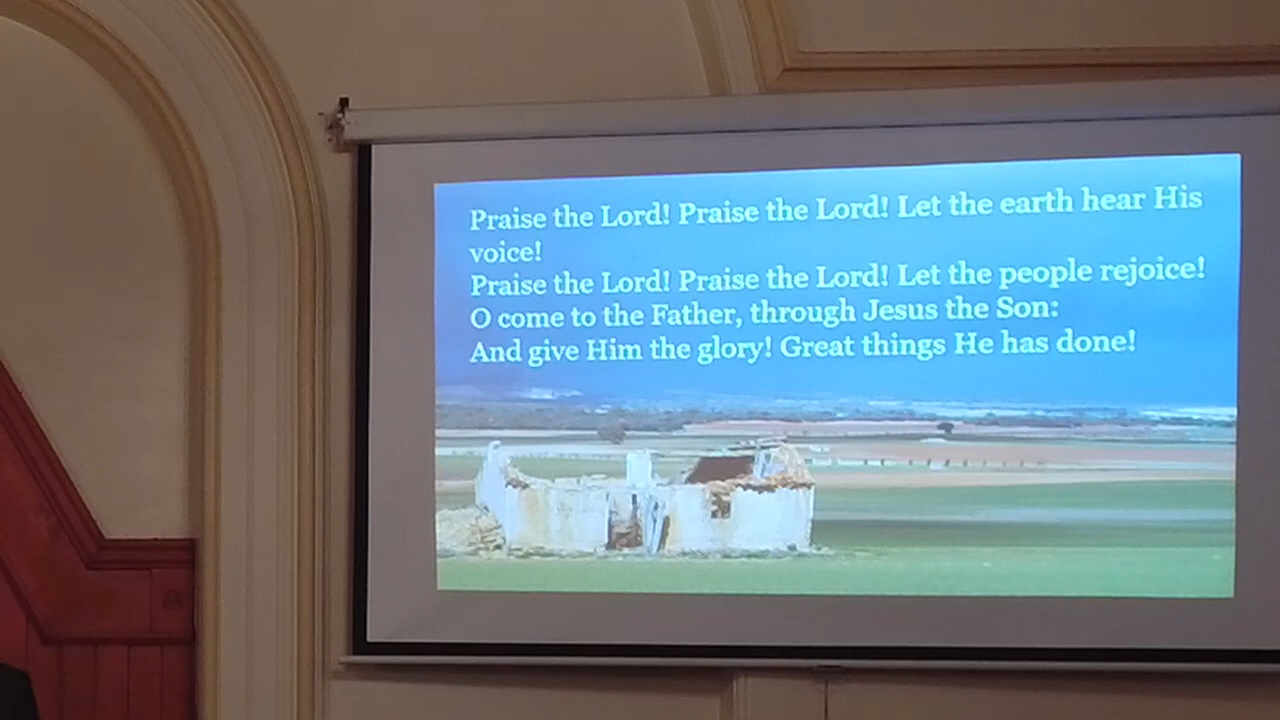 Praise the Lord! Praise the Lord! Let the earth hear His
voice!
Praise the Lord! Praise the Lord! Let the people rejoice!
O come to the Father, through Jesus the Son:
And give Him the glory! Great things He has done!